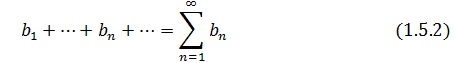 b₁ + ⋯ + bₙ + ⋯ = ∑_{n=1}^{∞} bₙ (1.5.2)